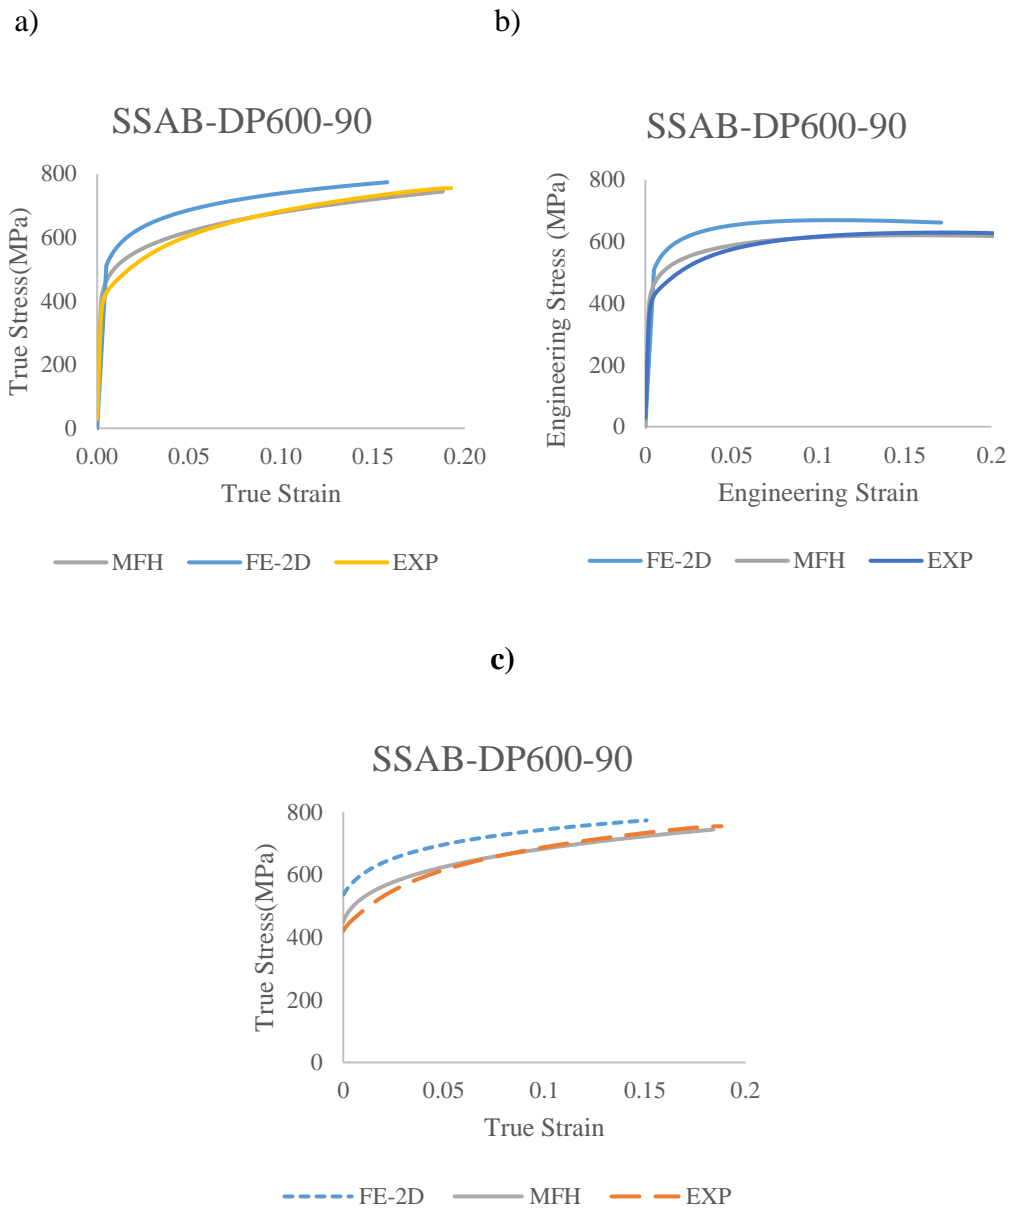 a)
b)
SSAB-DP600-90
True Stress(MPa)
800
600
400
200
0
0.00 0.05 0.10 0.15 0.20
True Strain
MFH FE-2D EXP
SSAB-DP600-90
Engineering Stress (MPa)
800
600
400
200
0
0 0.05 0.1 0.15 0.2
Engineering Strain
FE-2D MFH EXP
c)
SSAB-DP600-90
True Stress(MPa)
800
600
400
200
0
0 0.05 0.1 0.15 0.2
True Strain
FE-2D MFH EXP